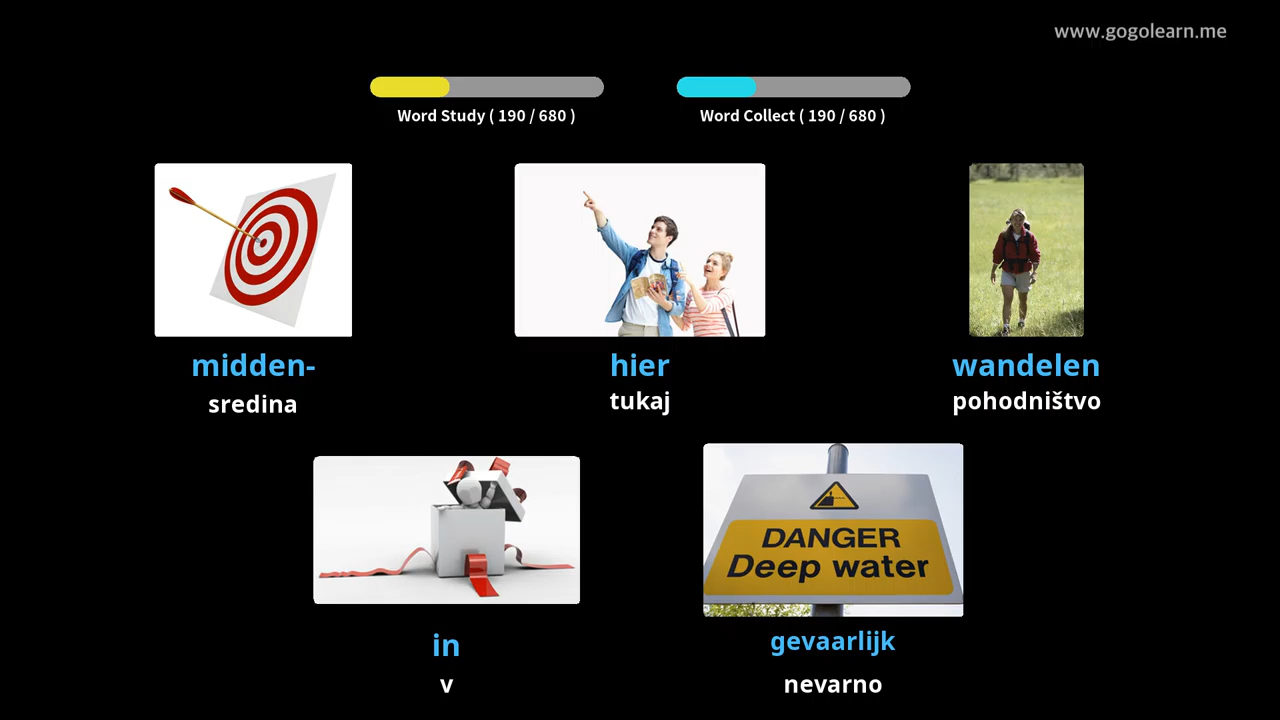 www.gogolearn.me
Word Study ( 190 / 680 )
Word Collect ( 190 / 680 )
midden-
sredina
hier
tukaj
wandelen
pohodništvo
DANGER
Deep water
in
v
gevaarlijk
nevarno